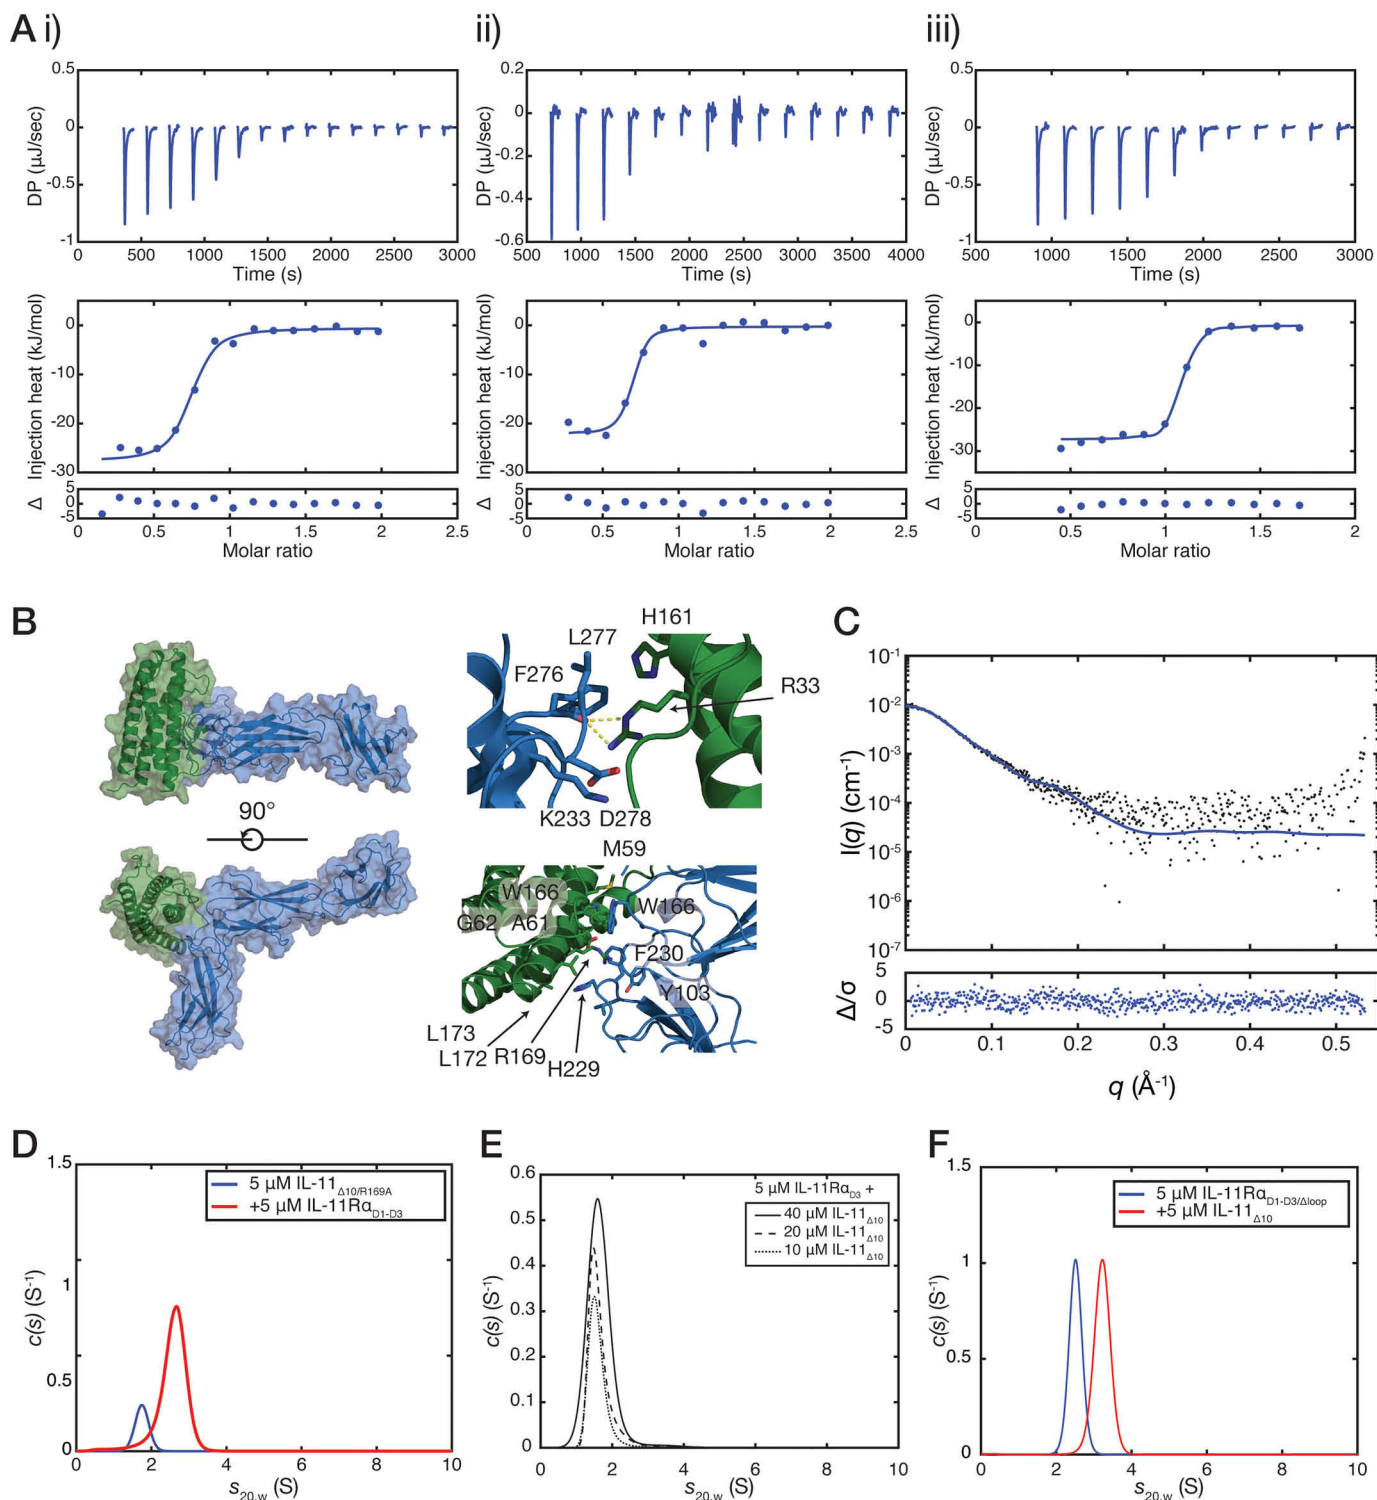 A i)
ii)
iii)
0.5
0
-0.5
-1
DP (µJ/sec)
500 1000 1500 2000 2500 3000
Time (s)
0.2
0
-0.2
-0.4
-0.6
DP (µJ/sec)
500 1000 1500 2000 2500 3000 3500 4000
Time (s)
0.5
0
-0.5
-1
DP (µJ/sec)
500 1000 1500 2000 2500 3000
Time (s)
0
-10
-20
-30
Injection heat (kJ/mol)
5
0
-5
Δ
0 0.5 1 1.5 2 2.5
Molar ratio
0
-10
-20
-30
Injection heat (kJ/mol)
5
0
-5
Δ
0 0.5 1 1.5 2 2.5
Molar ratio
0
-10
-20
-30
Injection heat (kJ/mol)
5
0
-5
Δ
0 0.5 1 1.5 2
Molar ratio
B
90°
H161
L277
F276
R33
K233 D278
M59
W166
W166
G62 A61
F230
Y103
L173
L172 R169
H229
C
10⁻¹
10⁻²
10⁻³
10⁻⁴
10⁻⁵
10⁻⁶
10⁻⁷
I(q) (cm⁻¹)
5
0
-5
Δ/σ
0 0.1 0.2 0.3 0.4 0.5
q (Å⁻¹)
D
1.5
1
0.5
0
c(s) (S⁻¹)
5 µM IL-11Δ10/R169A
+5 µM IL-11RαD1-D3
0 2 4 6 8 10
s20,w (S)
E
0.6
0.5
0.4
0.3
0.2
0.1
0
c(s) (S⁻¹)
5 µM IL-11RαD3 +
40 µM IL-11Δ10
20 µM IL-11Δ10
10 µM IL-11Δ10
0 2 4 6 8 10
s20,w (S)
F
1.5
1
0.5
0
c(s) (S⁻¹)
5 µM IL-11RαD1-D3/Δloop
+5 µM IL-11Δ10
0 2 4 6 8 10
s20,w (S)